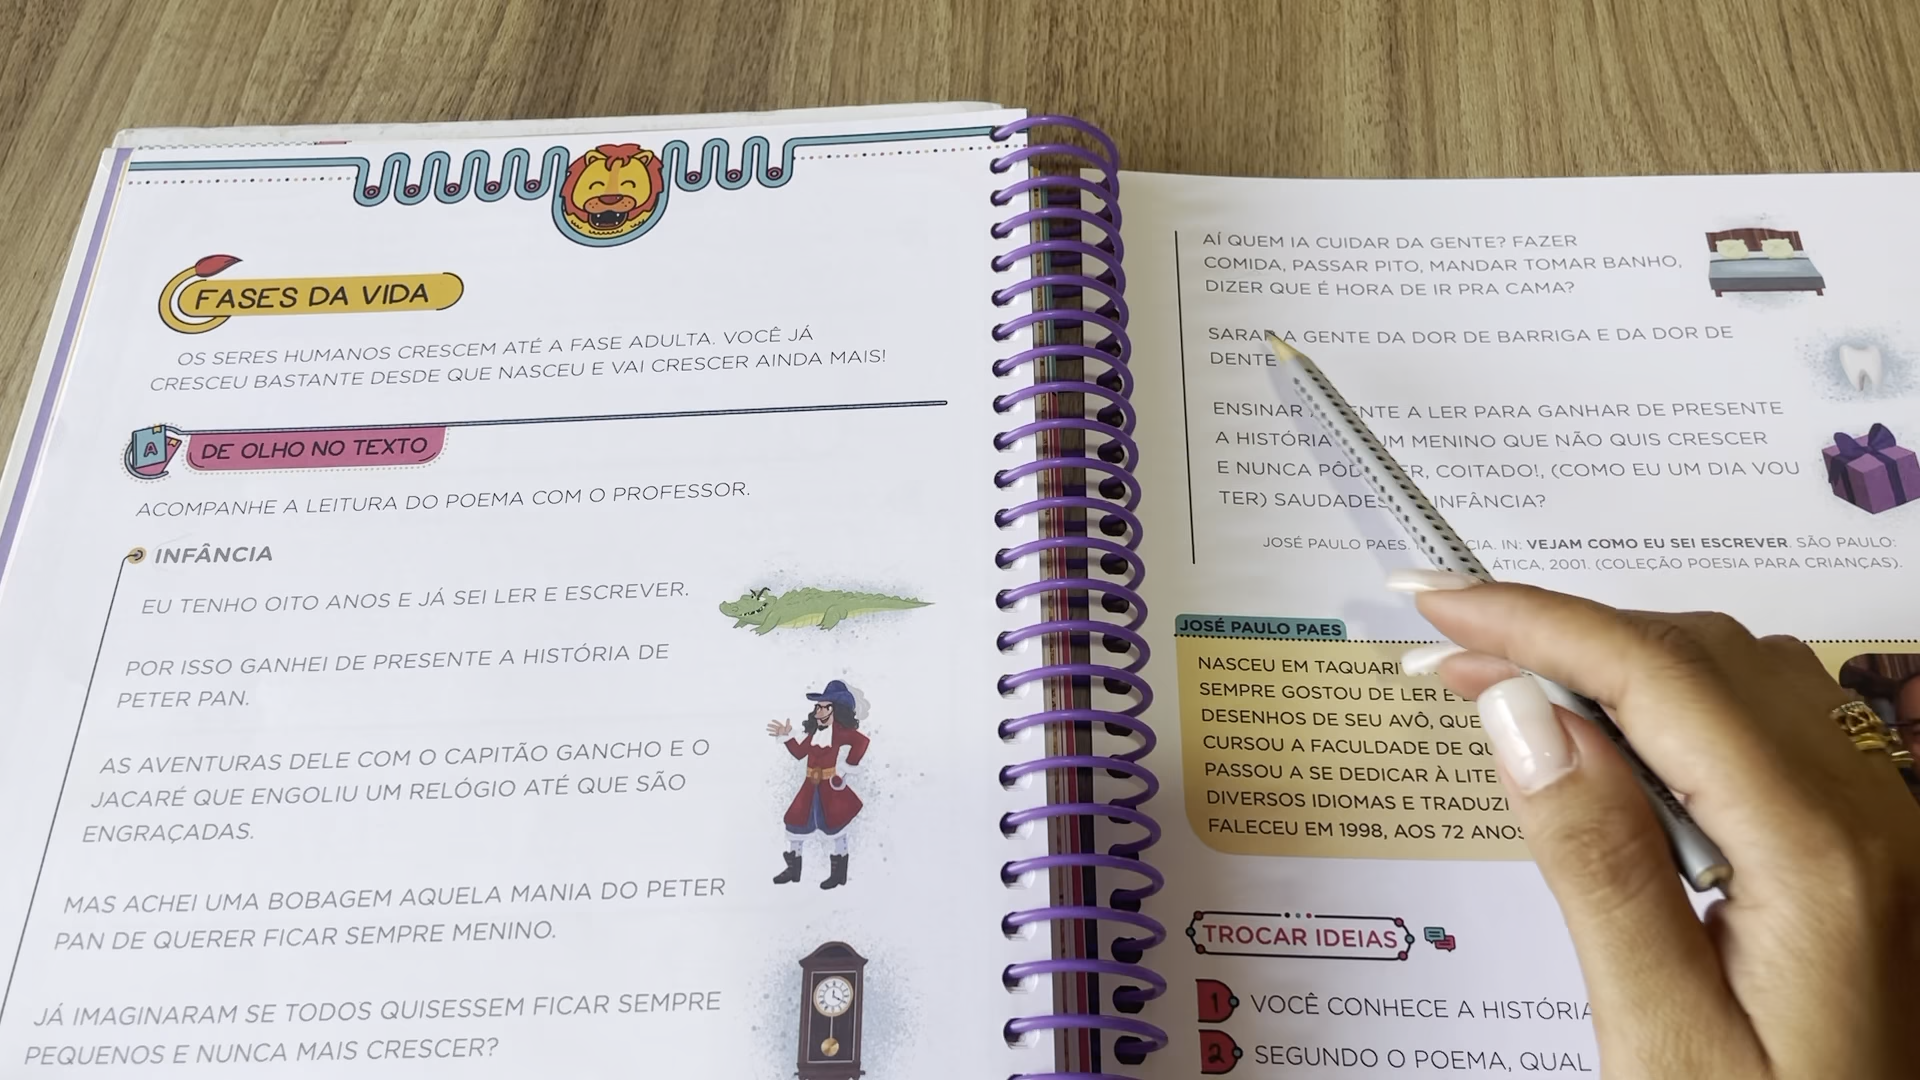 FASES DA VIDA
OS SERES HUMANOS CRESCEM ATÉ A FASE ADULTA. VOCÊ JÁ
CRESCEU BASTANTE DESDE QUE NASCEU E VAI CRESCER AINDA MAIS!
A
DE OLHO NO TEXTO
ACOMPANHE A LEITURA DO POEMA COM O PROFESSOR.
INFÂNCIA
EU TENHO OITO ANOS E JÁ SEI LER E ESCREVER.
POR ISSO GANHEI DE PRESENTE A HISTÓRIA DE
PETER PAN.
AS AVENTURAS DELE COM O CAPITÃO GANCHO E O
JACARÉ QUE ENGOLIU UM RELÓGIO ATÉ QUE SÃO
ENGRAÇADAS.
MAS ACHEI UMA BOBAGEM AQUELA MANIA DO PETER
PAN DE QUERER FICAR SEMPRE MENINO.
JÁ IMAGINARAM SE TODOS QUISESSEM FICAR SEMPRE
PEQUENOS E NUNCA MAIS CRESCER?
AÍ QUEM IA CUIDAR DA GENTE? FAZER
COMIDA, PASSAR PITO, MANDAR TOMAR BANHO,
DIZER QUE É HORA DE IR PRA CAMA?
SARAR A GENTE DA DOR DE BARRIGA E DA DOR DE
DENTE
ENSINAR A LER PARA GANHAR DE PRESENTE
A HISTÓRIA UM MENINO QUE NÃO QUIS CRESCER
E NUNCA COITADO!, (COMO EU UM DIA VOU
TER) SAUDADES INFÂNCIA?
JOSÉ PAULO PAES. IN: VEJAM COMO EU SEI ESCREVER. SÃO PAULO:
ÁTICA, 2001. (COLEÇÃO POESIA PARA CRIANÇAS).
JOSÉ PAULO PAES
NASCEU EM
SEMPRE GOSTOU DE LER E
DESENHOS DE SEU AVÔ, QUE
CURSOU A FACULDADE DE
PASSOU A SE DEDICAR À
DIVERSOS IDIOMAS E
FALECEU EM 1998, AOS 72
TROCAR IDEIAS
1 VOCÊ CONHECE A HISTÓRIA
2 SEGUNDO O POEMA, QUAL